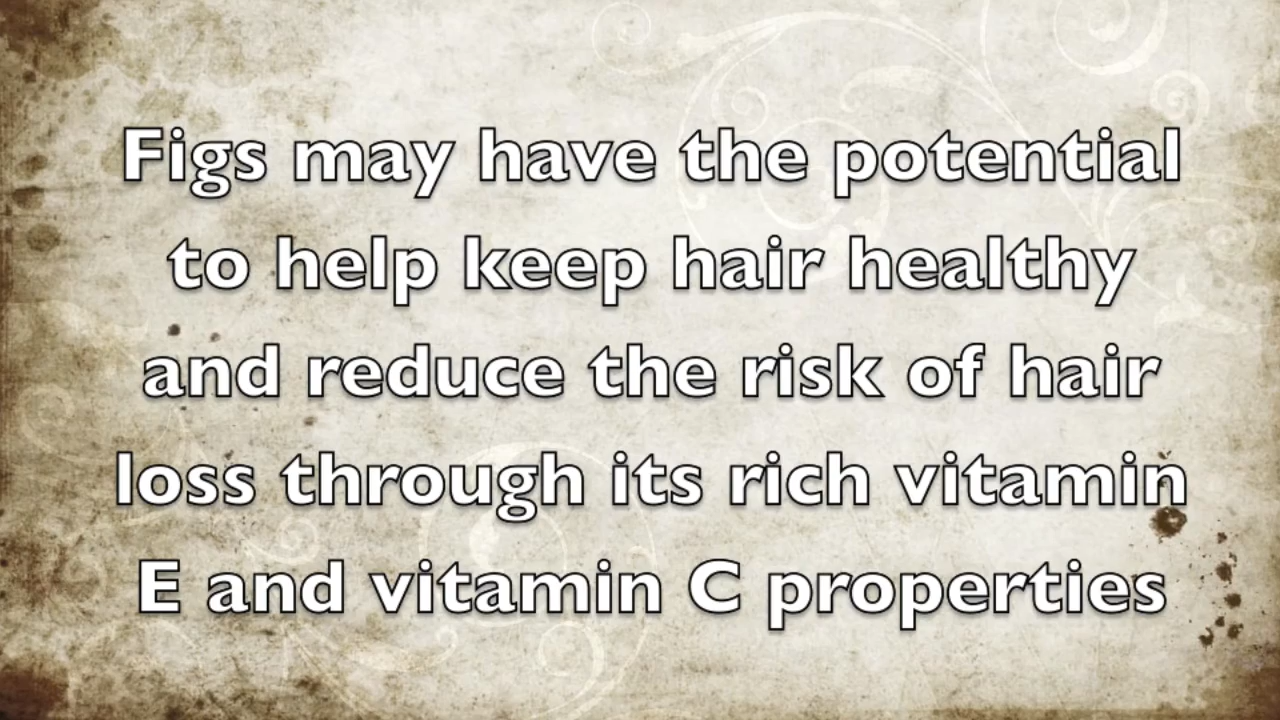 Figs may have the potential
to help keep hair healthy
and reduce the risk of hair
loss through its rich vitamin
E and vitamin C properties